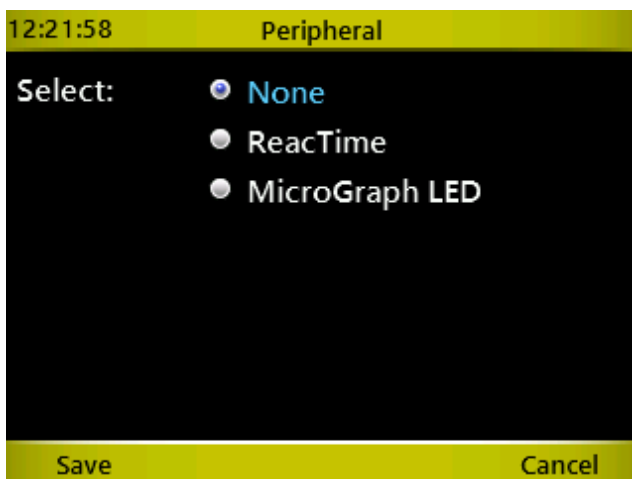 12:21:58 Peripheral
Select: None
ReacTime
MicroGraph LED
Save Cancel